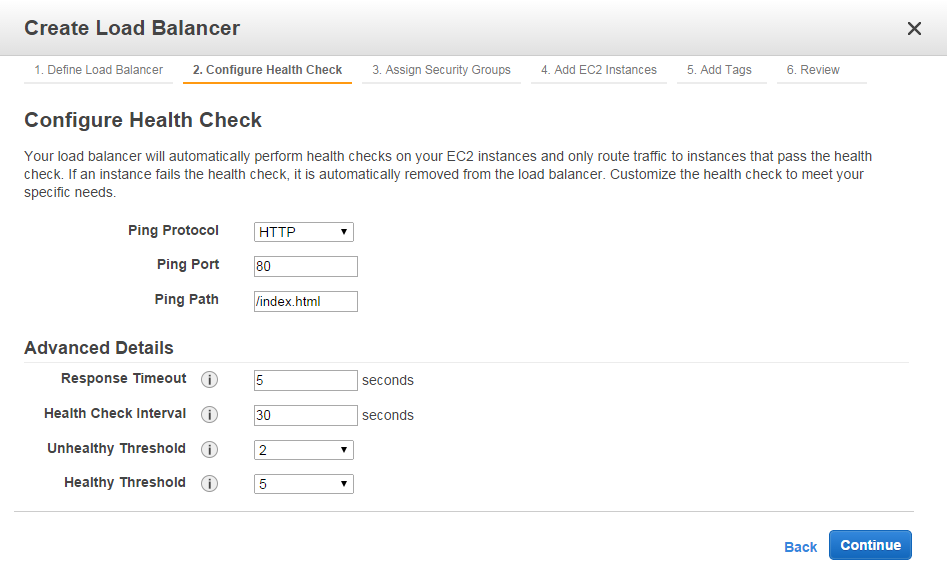 Create Load Balancer
1. Define Load Balancer 2. Configure Health Check 3. Assign Security Groups 4. Add EC2 Instances 5. Add Tags 6. Review
Configure Health Check
Your load balancer will automatically perform health checks on your EC2 instances and only route traffic to instances that pass the health
check. If an instance fails the health check, it is automatically removed from the load balancer. Customize the health check to meet your
specific needs.
Ping Protocol HTTP
Ping Port 80
Ping Path /index.html
Advanced Details
Response Timeout i 5 seconds
Health Check Interval i 30 seconds
Unhealthy Threshold i 2
Healthy Threshold i 5
Back Continue